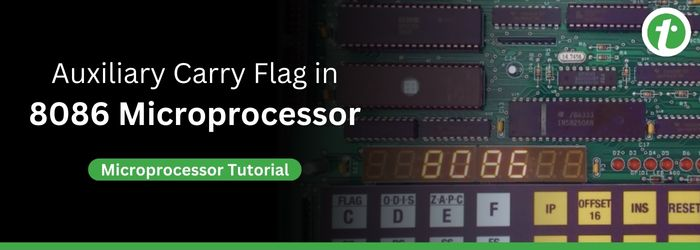 Auxiliary Carry Flag in
8086 Microprocessor
Microprocessor Tutorial
8086
FLAG
C
O·D·I·S
D
Z·A·P·C
E
F
IP
OFFSET
16
INS
RESET